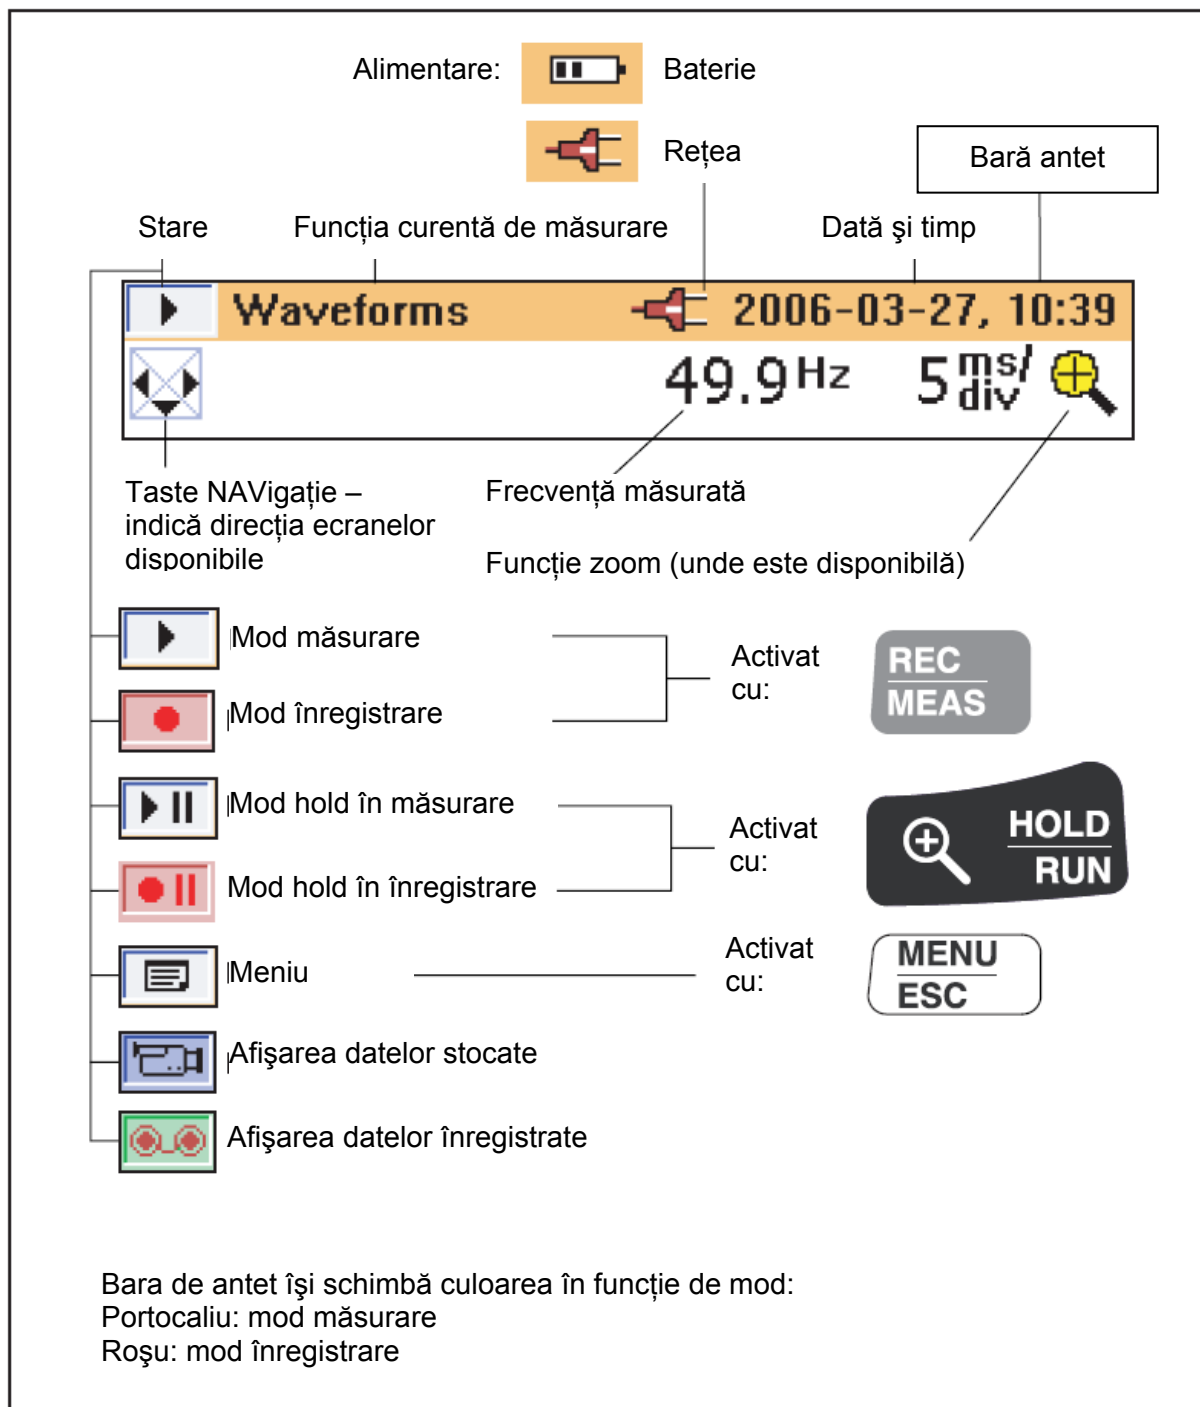 Alimentare:
Baterie
Rețea
Bară antet
Stare
Funcția curentă de măsurare
Dată şi timp
Waveforms
2006-03-27, 10:39
49.9 Hz
5 ms/div
Taste NAVigație –
indică direcția ecranelor
disponibile
Frecvență măsurată
Funcție zoom (unde este disponibilă)
Mod măsurare
Mod înregistrare
Activat
cu:
REC
MEAS
Mod hold în măsurare
Mod hold în înregistrare
Activat
cu:
HOLD
RUN
Meniu
Activat
cu:
MENU
ESC
Afişarea datelor stocate
Afişarea datelor înregistrate
Bara de antet îşi schimbă culoarea în funcție de mod:
Portocaliu: mod măsurare
Roşu: mod înregistrare